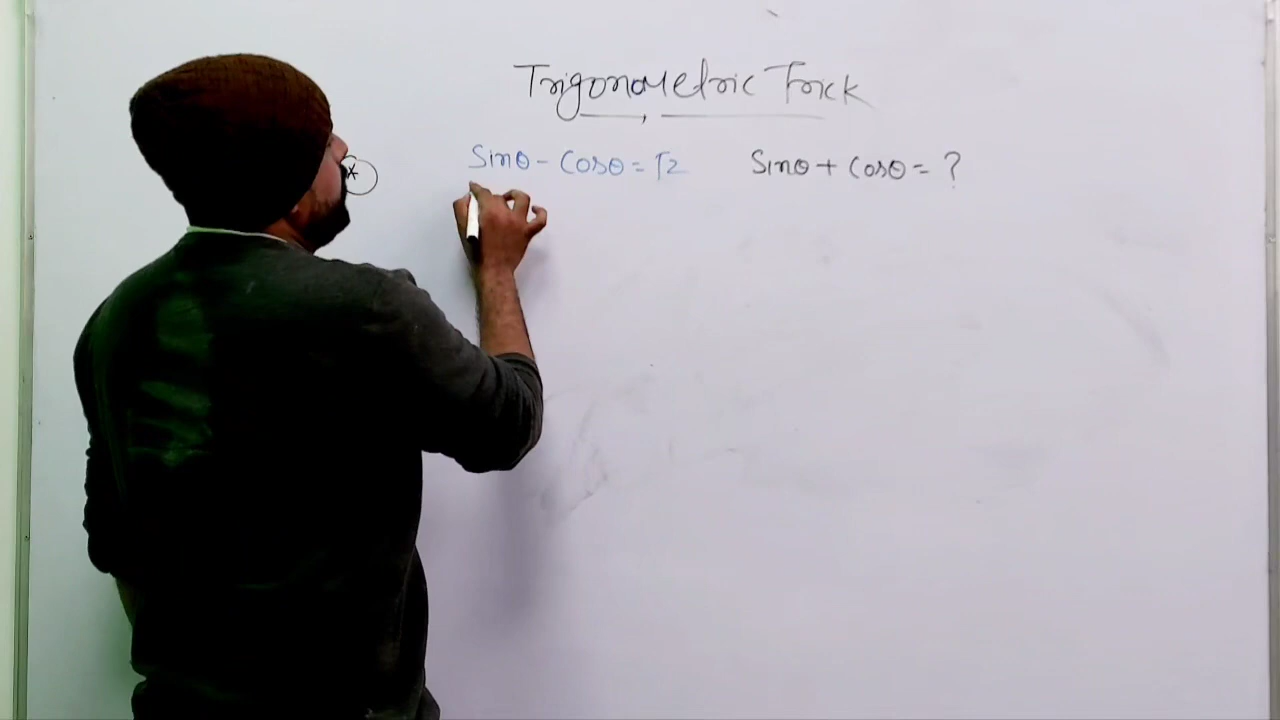 Trigonometric Trick
* Sinθ - Cosθ = √2 Sinθ + Cosθ = ?